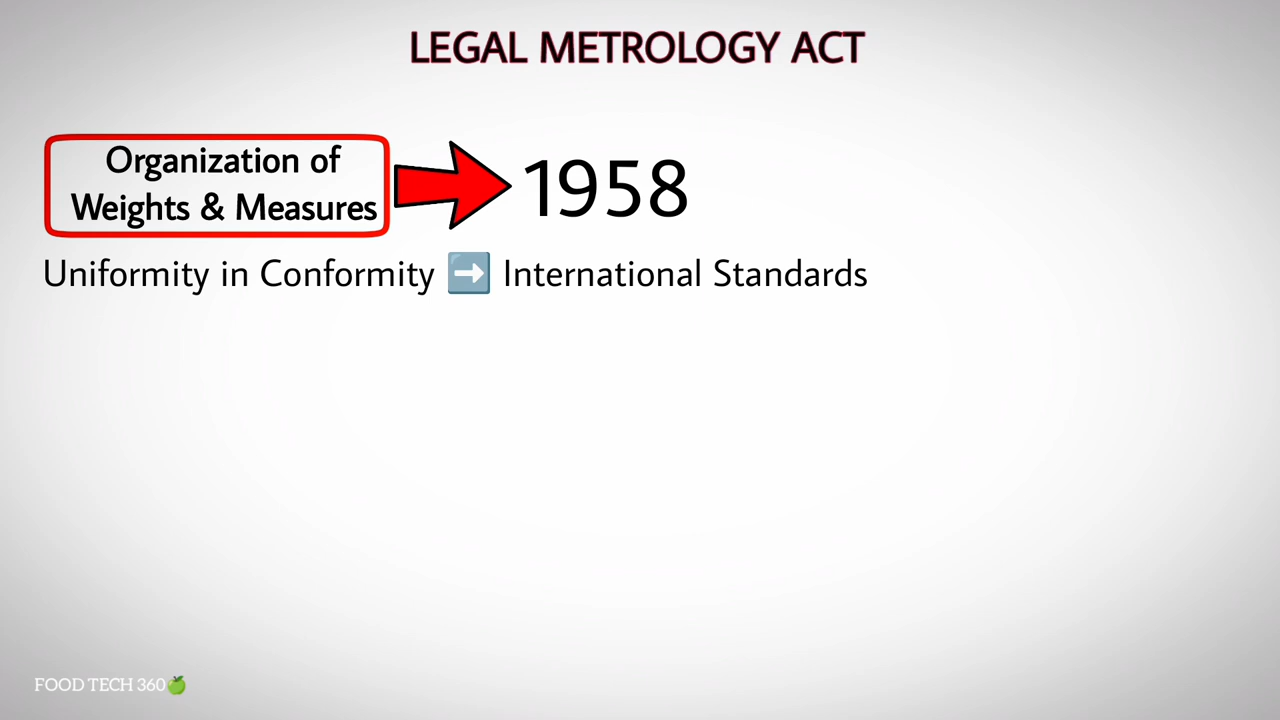 LEGAL METROLOGY ACT
Organization of
Weights & Measures
1958
Uniformity in Conformity ➡️ International Standards
FOOD TECH 360🍏